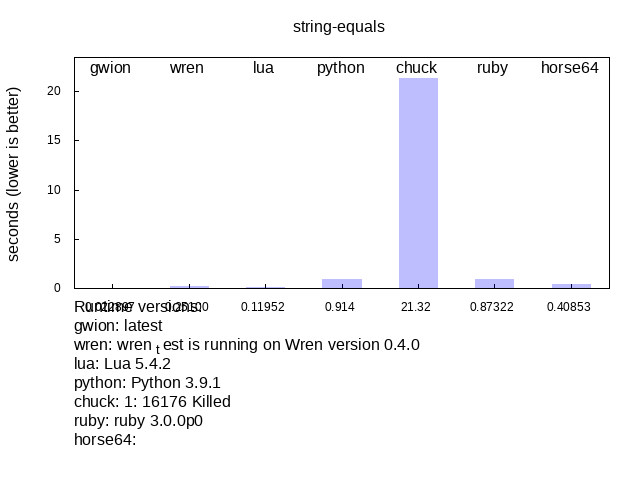 string-equals
gwion wren lua python chuck ruby horse64
seconds (lower is better)
20
15
10
5
0
0.11952 0.914 21.32 0.87322 0.40853
Runtime versions:
gwion: latest
wren: wren test is running on Wren version 0.4.0
lua: Lua 5.4.2
python: Python 3.9.1
chuck: 1: 16176 Killed
ruby: ruby 3.0.0p0
horse64: